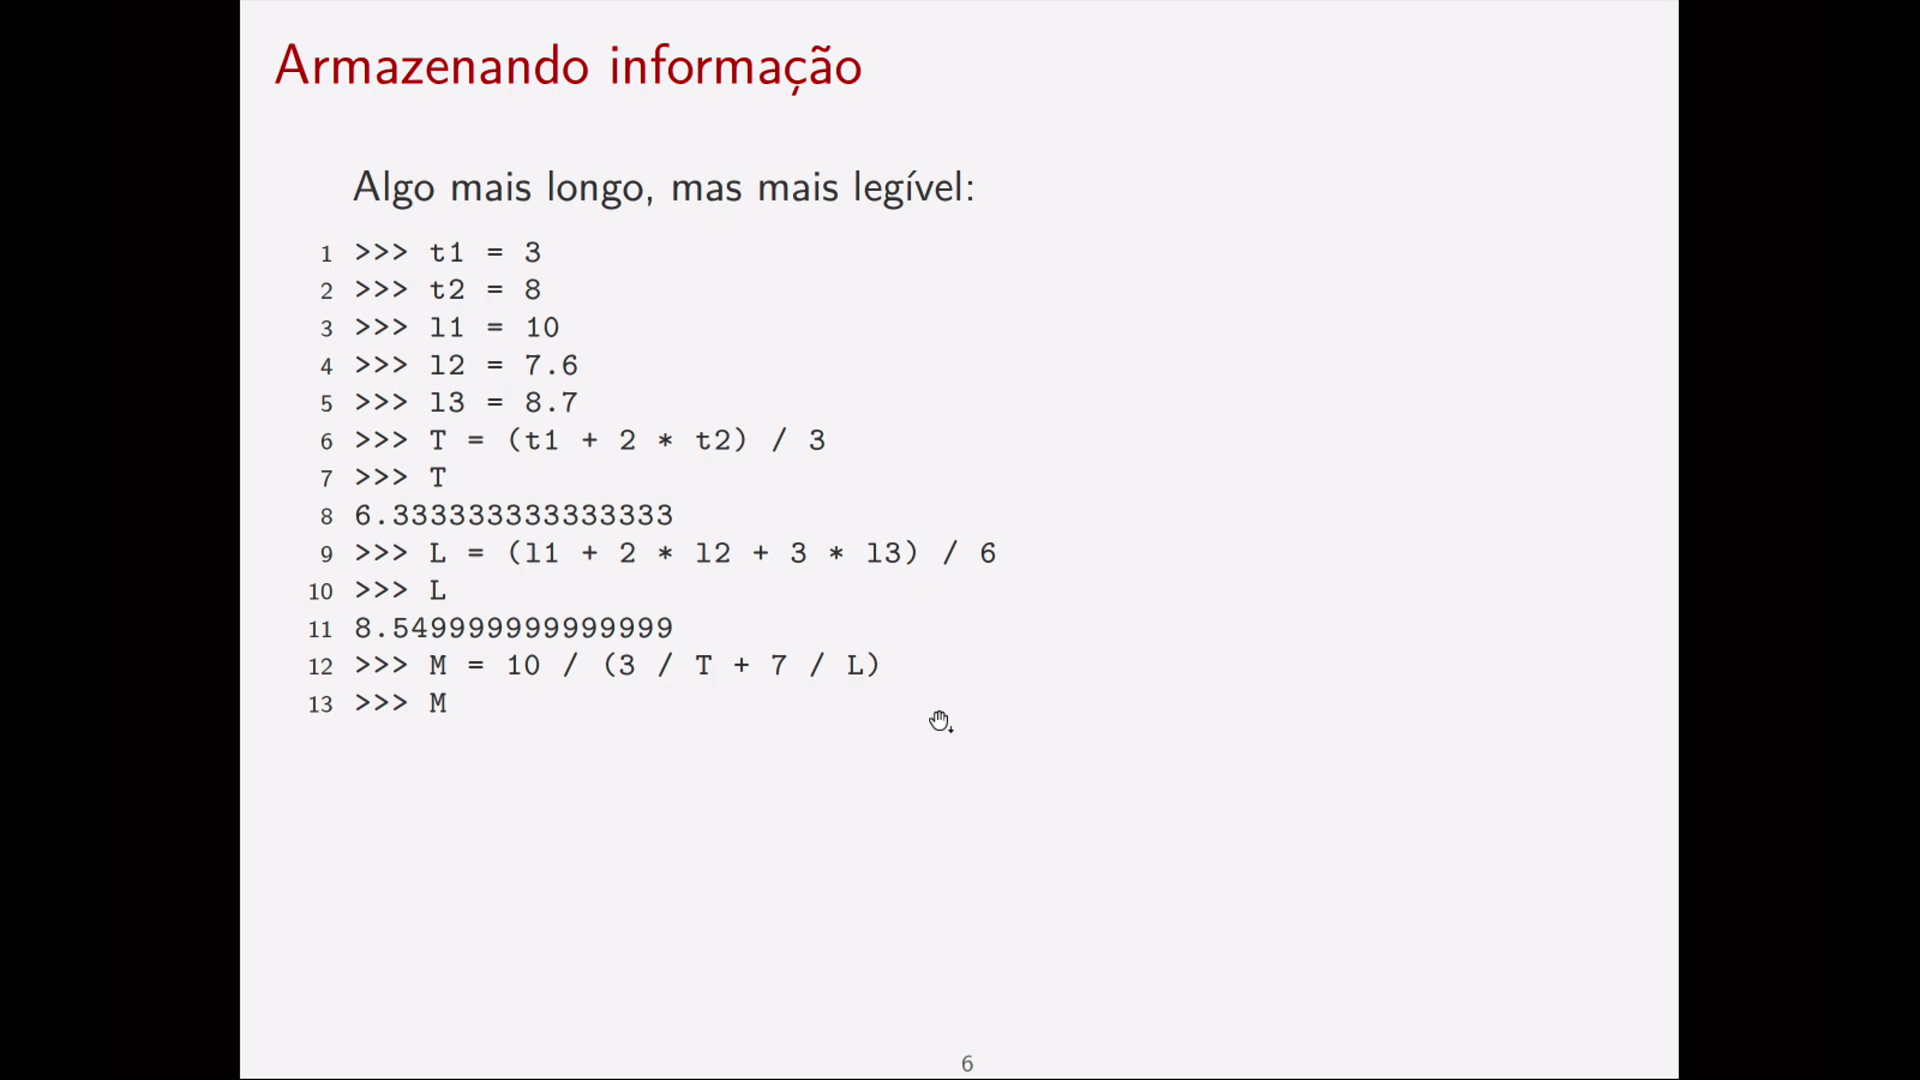 Armazenando informação
Algo mais longo, mas mais legível:
1 >>> t1 = 3
2 >>> t2 = 8
3 >>> l1 = 10
4 >>> l2 = 7.6
5 >>> l3 = 8.7
6 >>> T = (t1 + 2 * t2) / 3
7 >>> T
8 6.333333333333333
9 >>> L = (l1 + 2 * l2 + 3 * l3) / 6
10 >>> L
11 8.549999999999999
12 >>> M = 10 / (3 / T + 7 / L)
13 >>> M
6